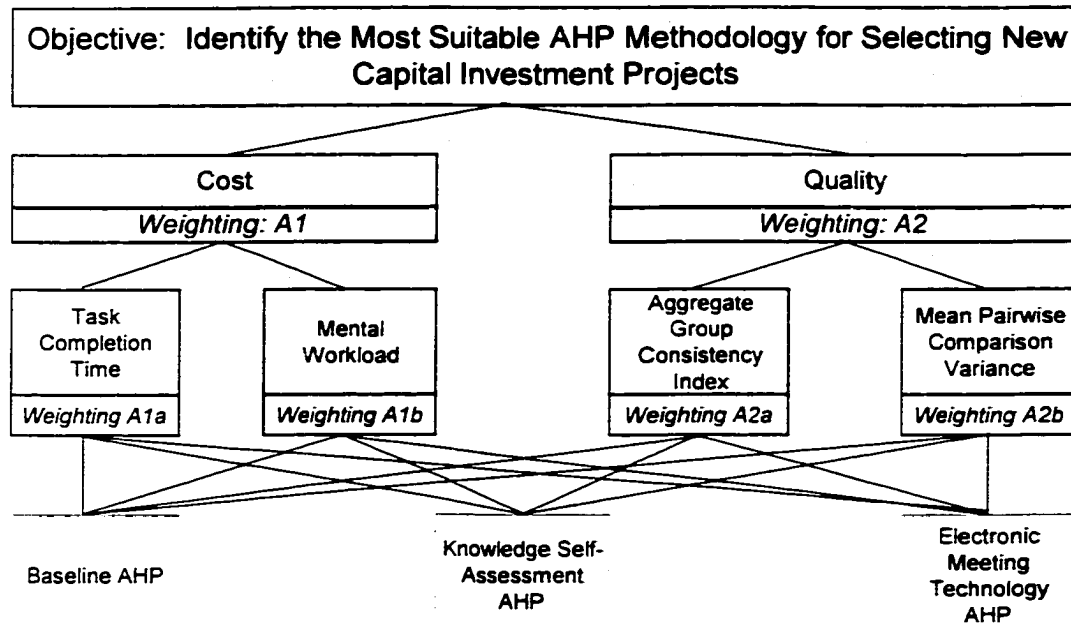 Objective: Identify the Most Suitable AHP Methodology for Selecting New
Capital Investment Projects
Cost
Quality
Weighting: A1
Weighting: A2
Task
Completion
Time
Mental
Workload
Aggregate
Group
Consistency
Index
Mean Pairwise
Comparison
Variance
Weighting A1a
Weighting A1b
Weighting A2a
Weighting A2b
Baseline AHP
Knowledge Self-
Assessment
AHP
Electronic
Meeting
Technology
AHP